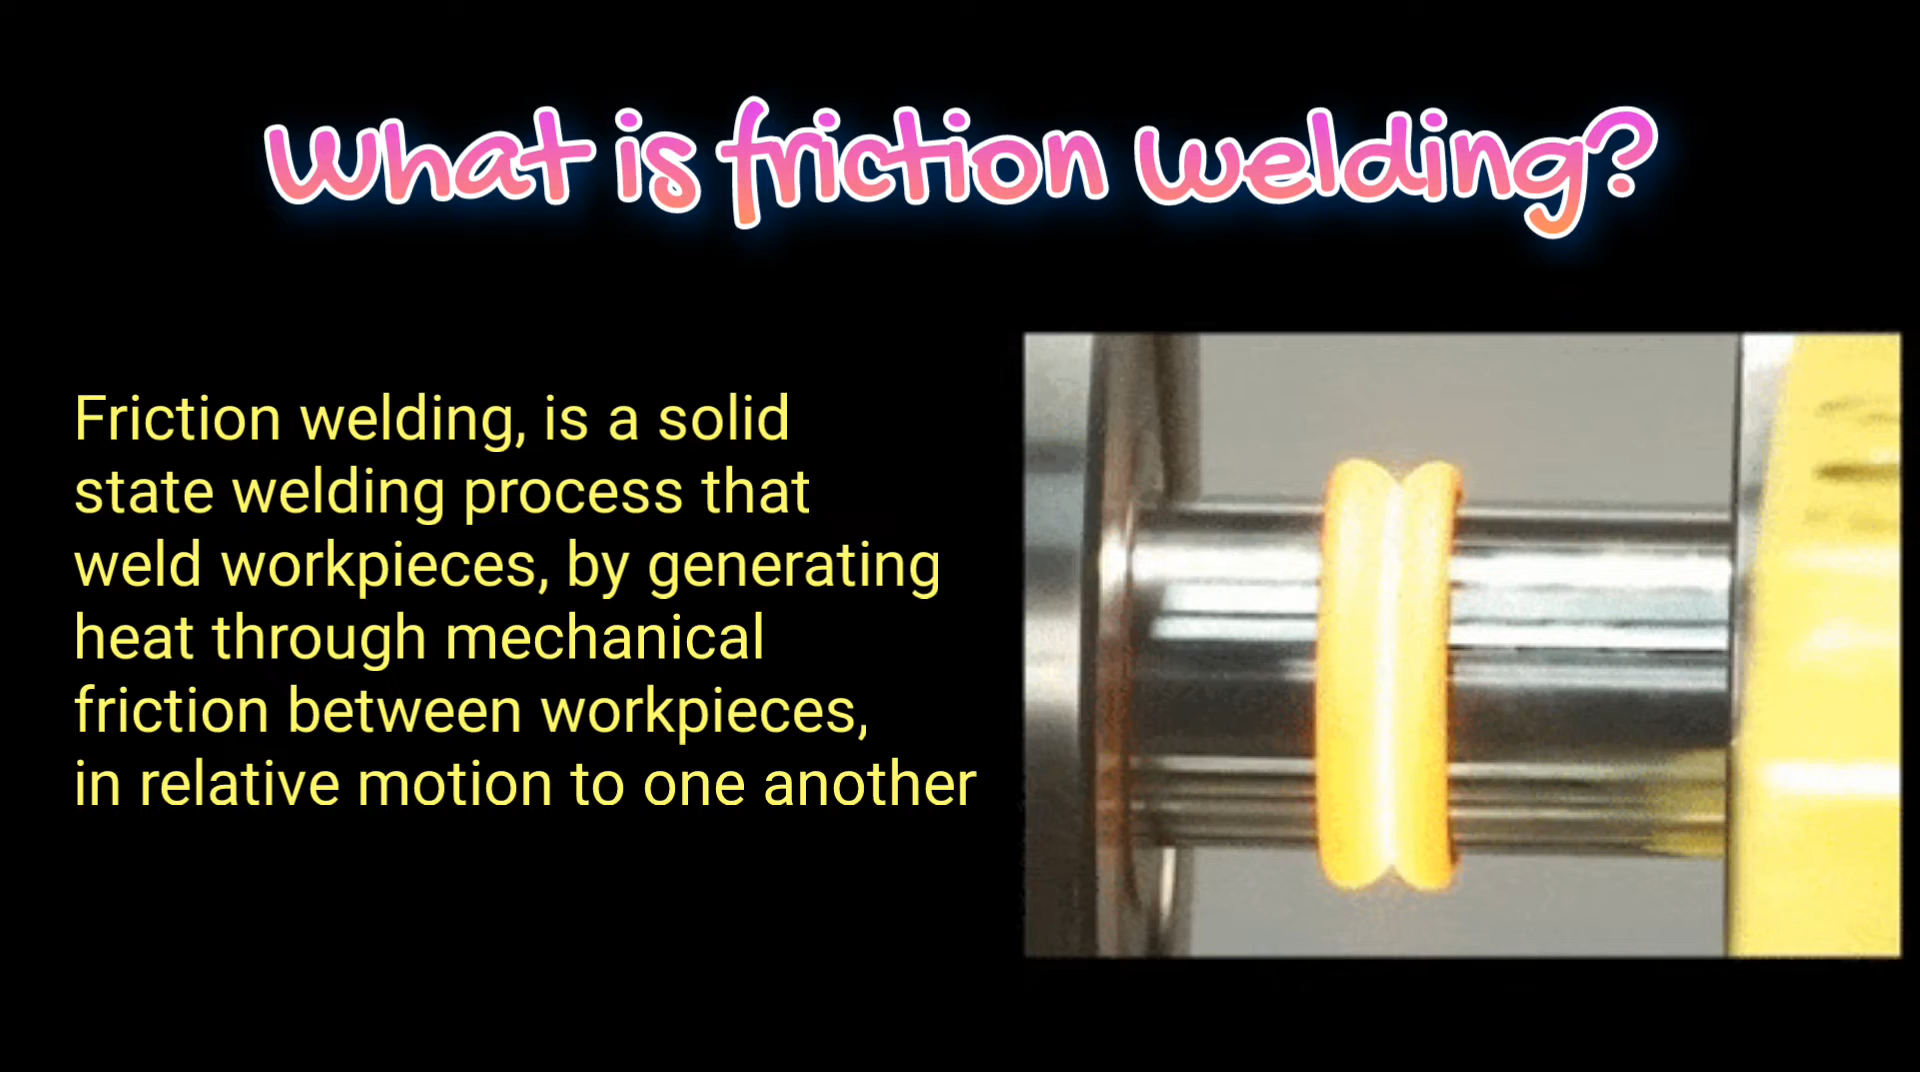 What is friction welding?
Friction welding, is a solid
state welding process that
weld workpieces, by generating
heat through mechanical
friction between workpieces,
in relative motion to one another